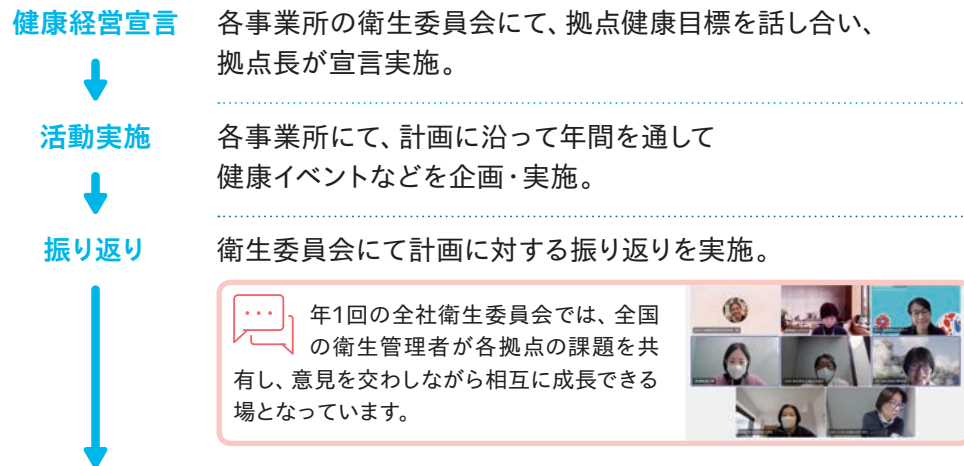 健康経営宣言
各事業所の衛生委員会にて、拠点健康目標を話し合い、
拠点長が宣言実施。
活動実施
各事業所にて、計画に沿って年間を通して
健康イベントなどを企画・実施。
振り返り
衛生委員会にて計画に対する振り返りを実施。
年1回の全社衛生委員会では、全国
の衛生管理者が各拠点の課題を共
有し、意見を交わしながら相互に成長できる
場となっています。